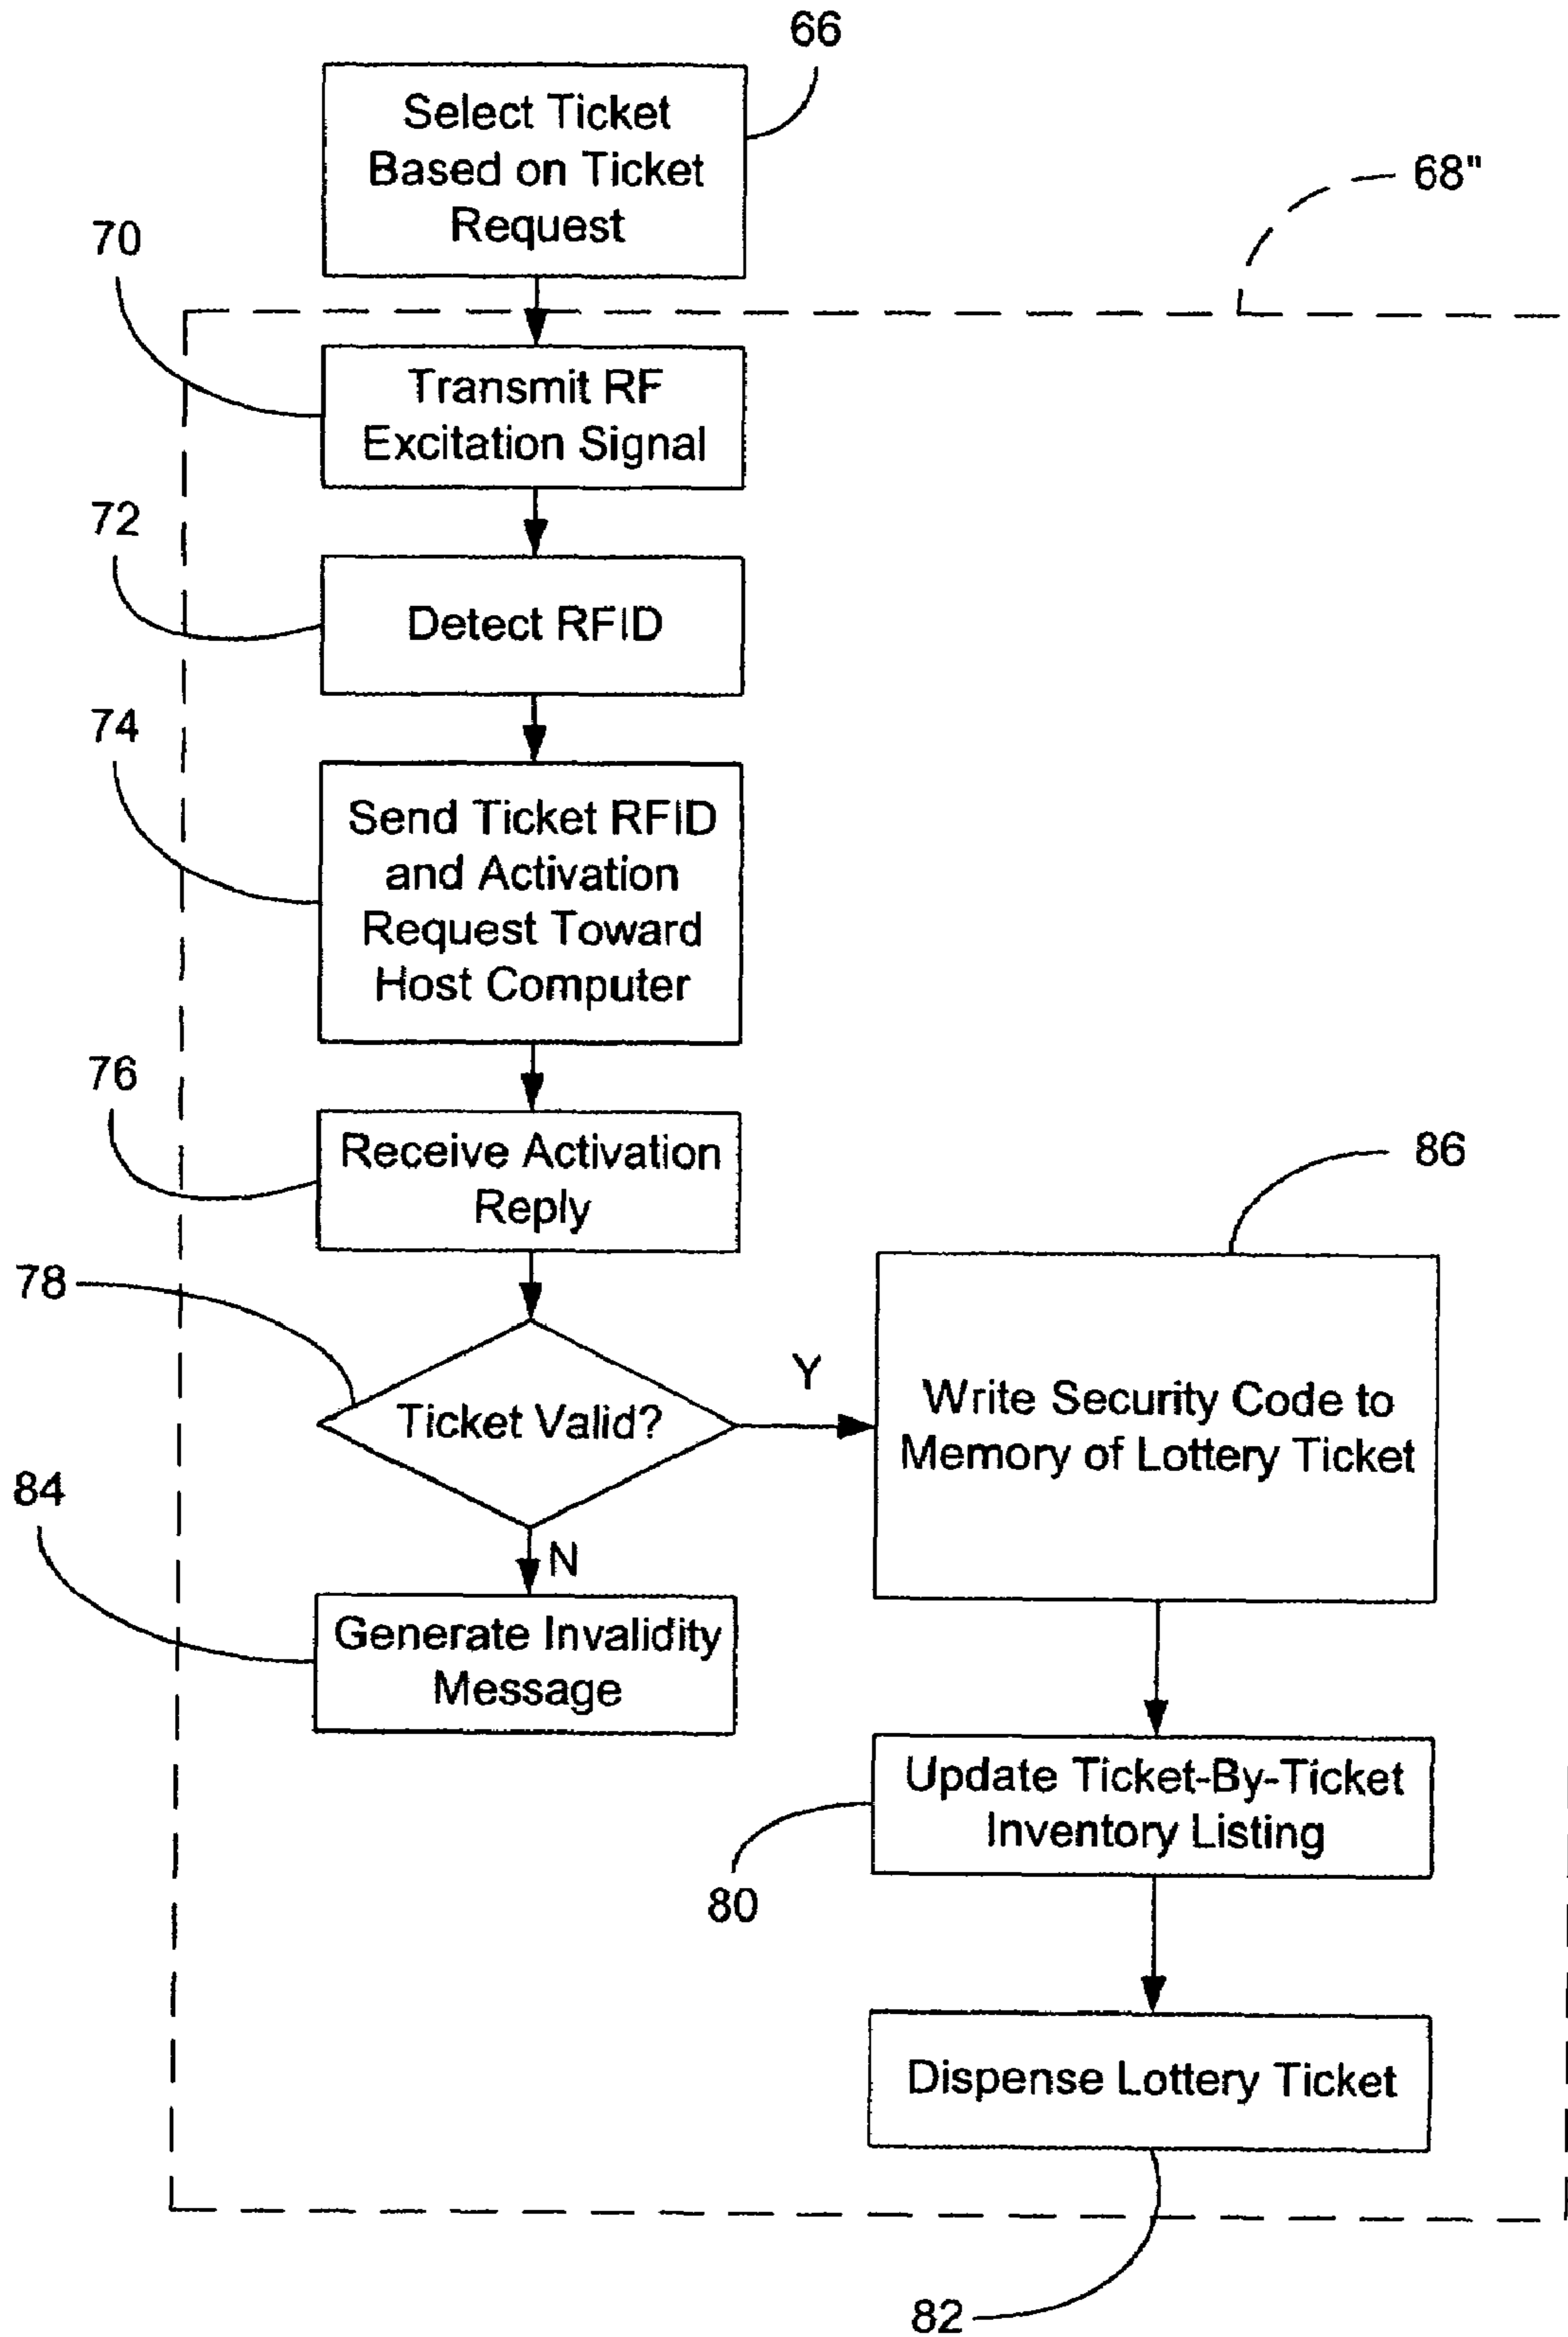 66
Select Ticket
Based on Ticket
Request
68"
70
Transmit RF
Excitation Signal
72
Detect RFID
74
Send Ticket RFID
and Activation
Request Toward
Host Computer
76
Receive Activation
Reply
86
78
Ticket Valid?
Y
Write Security Code to
Memory of Lottery Ticket
84
N
Generate Invalidity
Message
Update Ticket-By-Ticket
Inventory Listing
80
Dispense Lottery Ticket
82